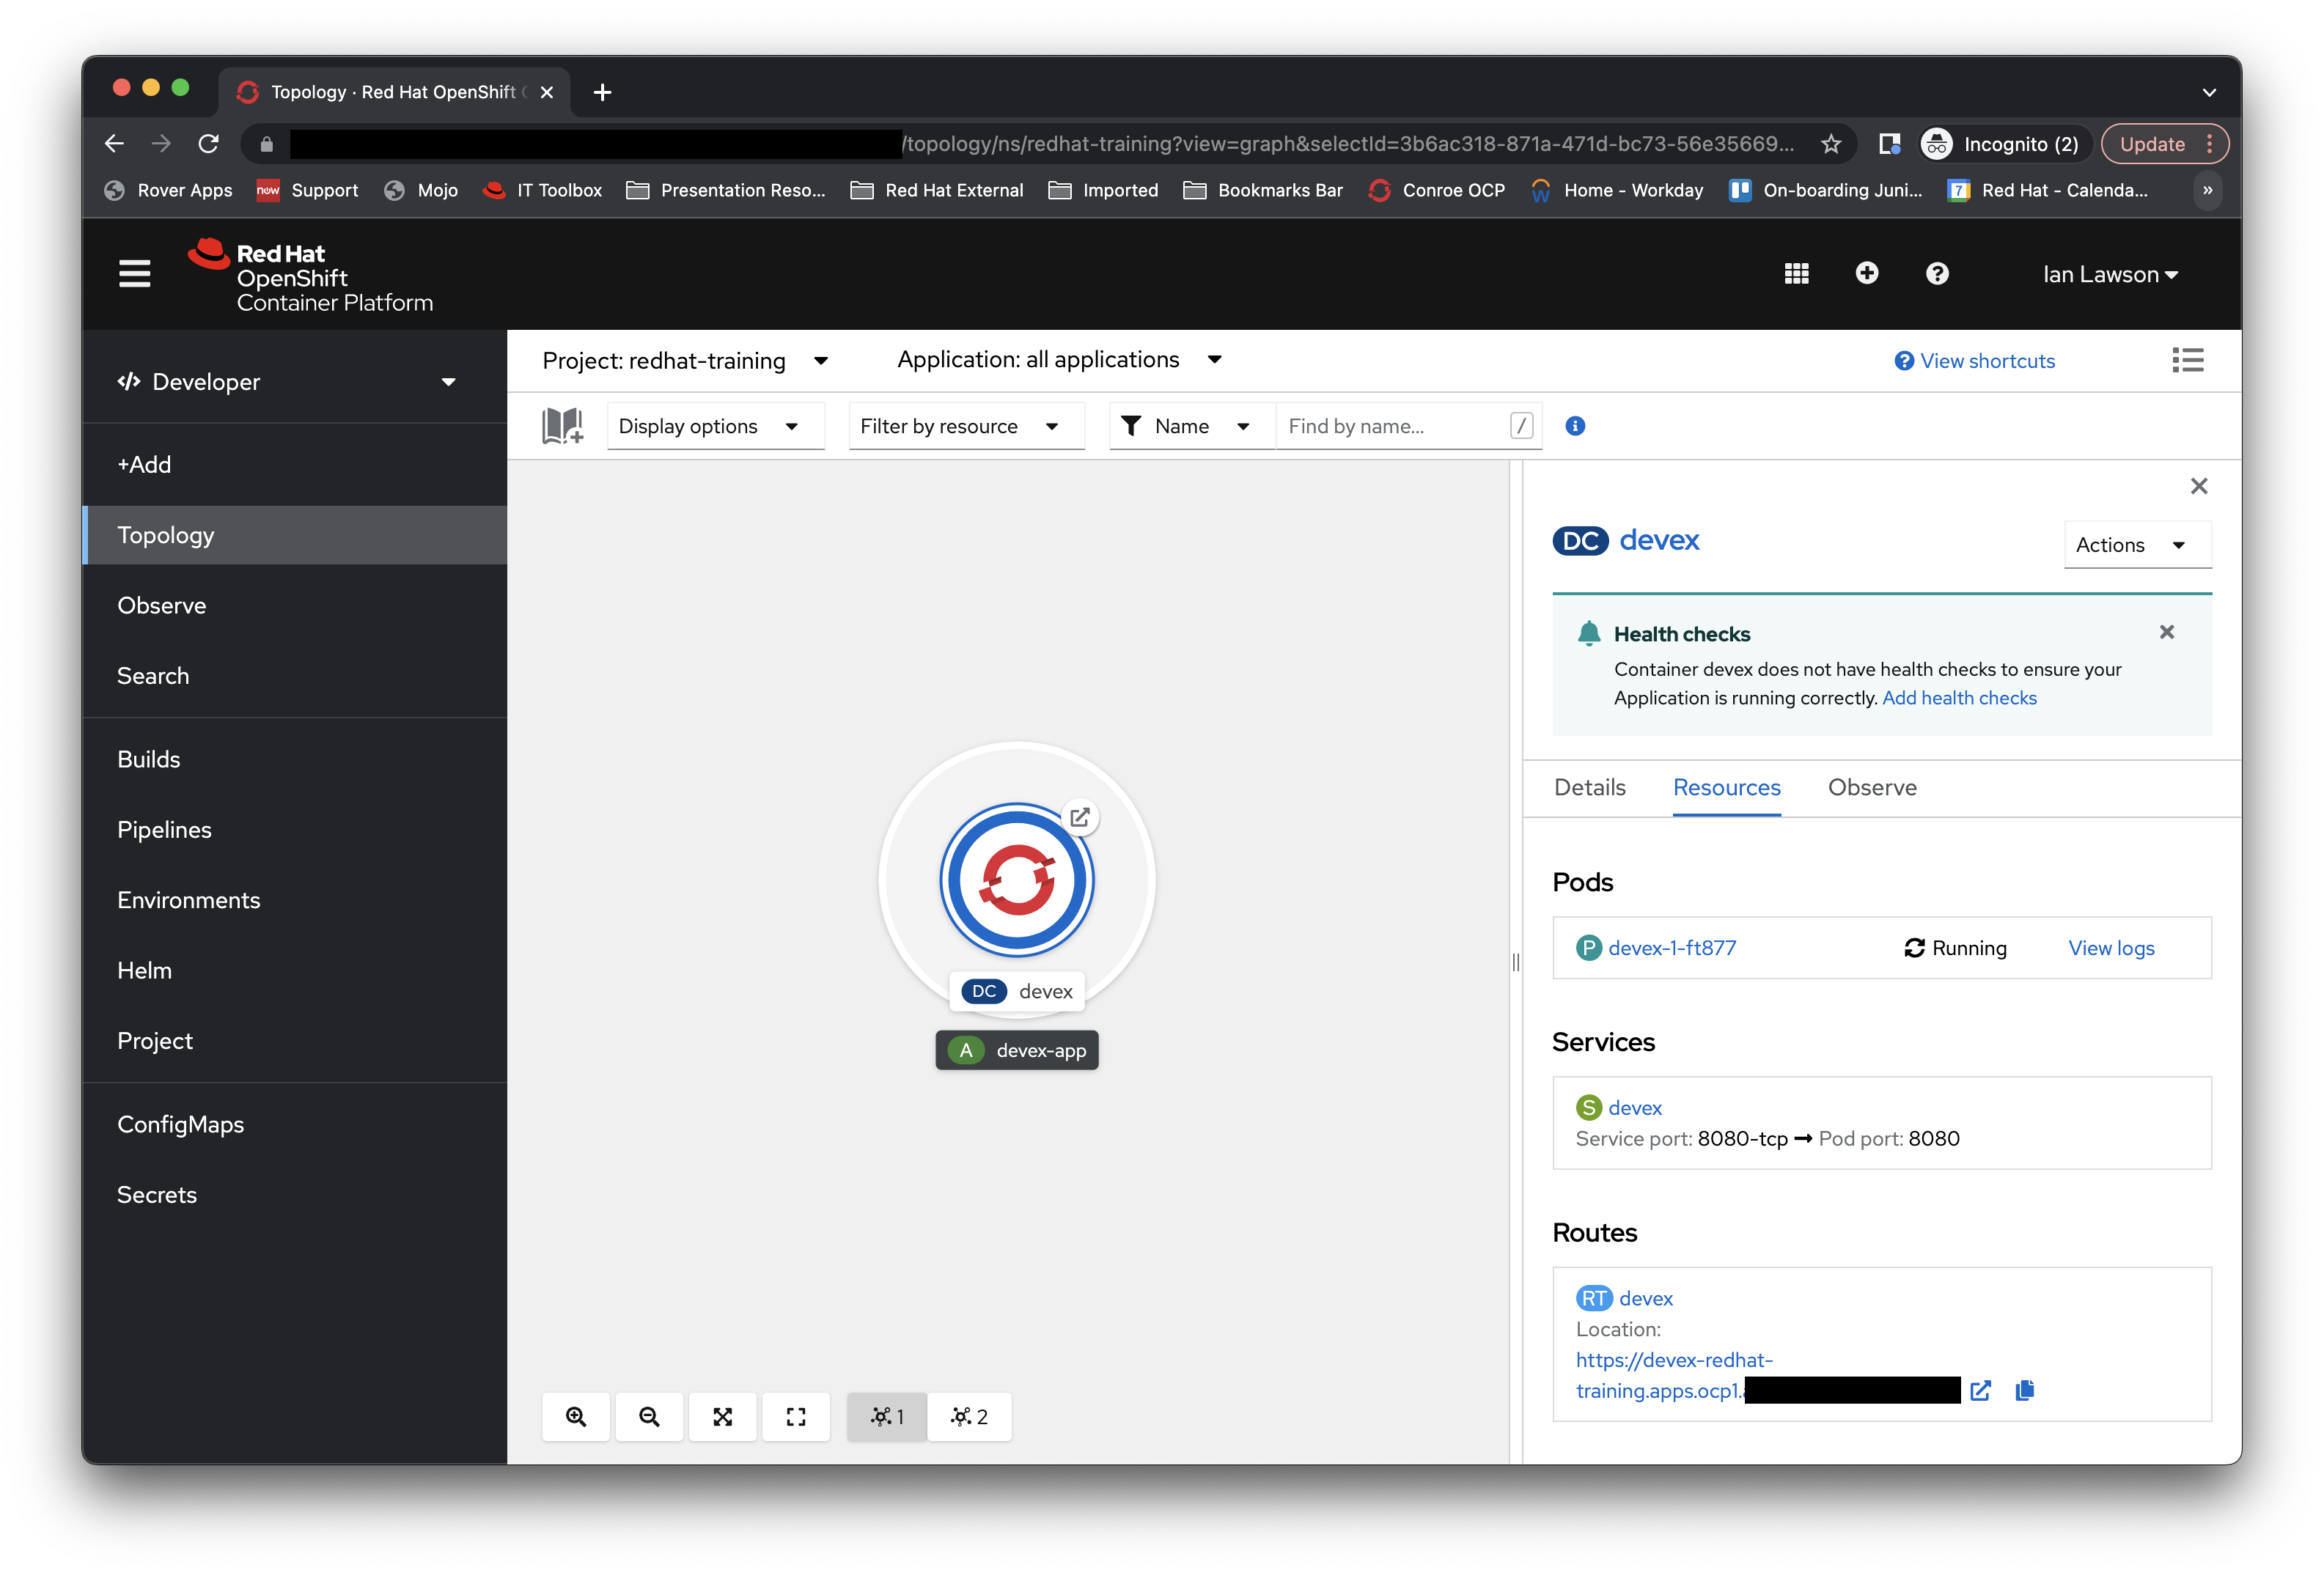 Topology · Red Hat OpenShift
/topology/ns/redhat-training?view=graph&selectId=3b6ac318-871a-471d-bc73-56e35669...
Incognito (2)
Update
Rover Apps
now
Support
Mojo
IT Toolbox
Presentation Reso...
Red Hat External
Imported
Bookmarks Bar
Conroe OCP
Home - Workday
On-boarding Juni...
7
Red Hat - Calenda...
»
Red Hat
OpenShift
Container Platform
Ian Lawson
Developer
+Add
Topology
Observe
Search
Builds
Pipelines
Environments
Helm
Project
ConfigMaps
Secrets
Project: redhat-training
Application: all applications
View shortcuts
Display options
Filter by resource
Name
Find by name...
/
DC devex
A devex-app
1
2
DC devex
Actions
Health checks
Container devex does not have health checks to ensure your
Application is running correctly. Add health checks
Details
Resources
Observe
Pods
P devex-1-ft877
Running
View logs
Services
S devex
Service port: 8080-tcp → Pod port: 8080
Routes
RT devex
Location:
https://devex-redhat-
training.apps.ocp1.